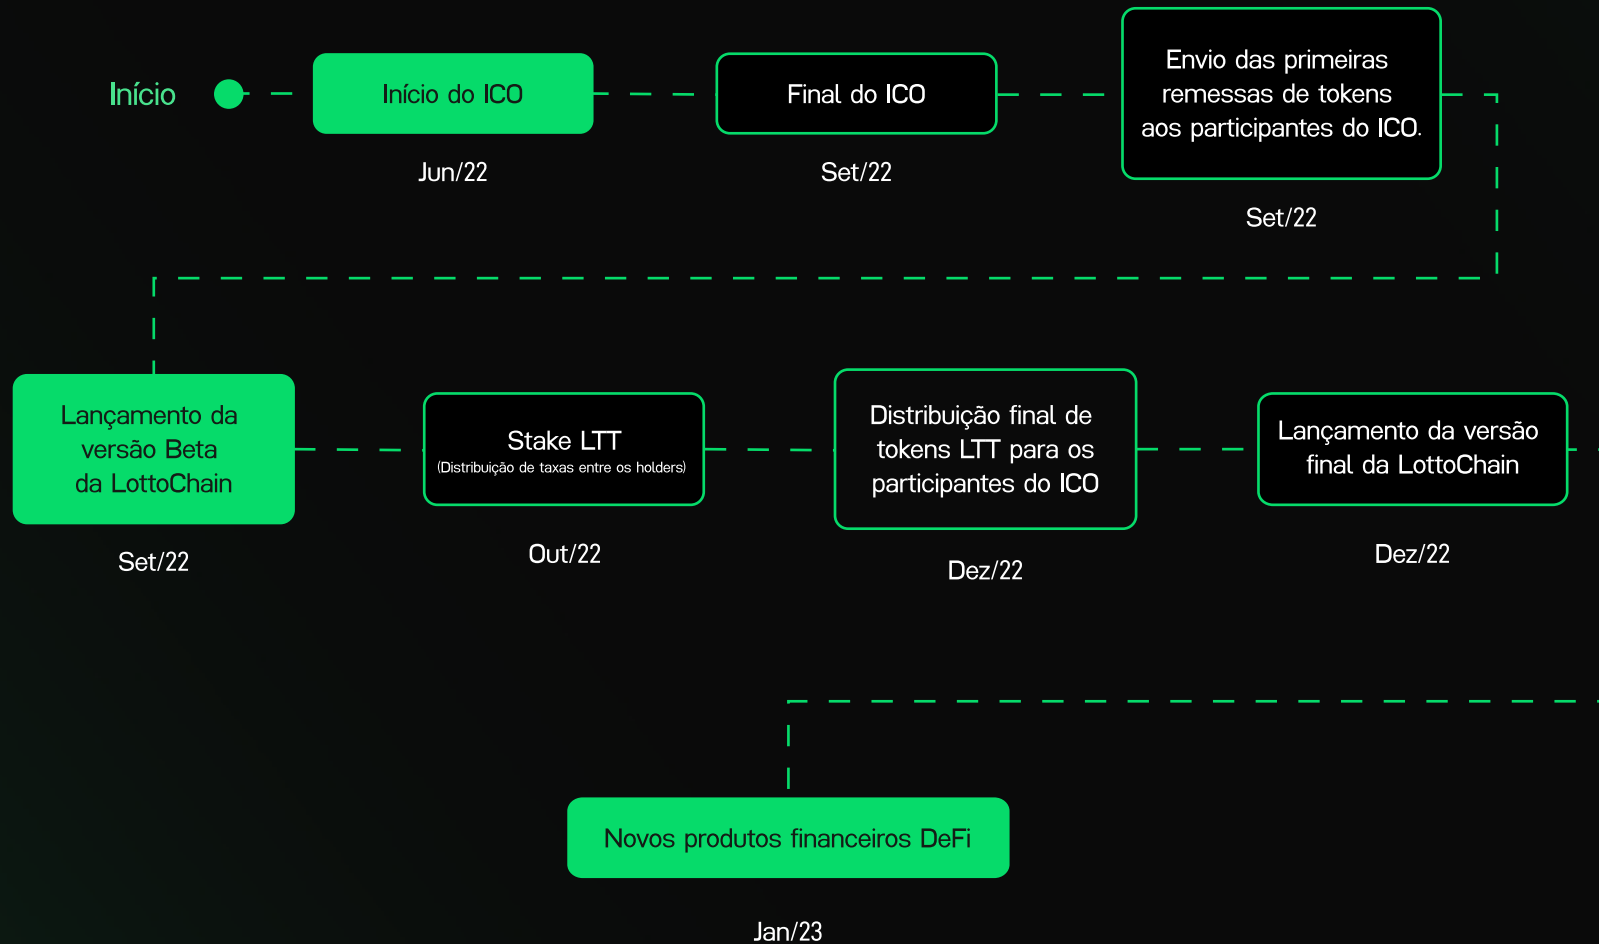 Início
Início do ICO
Jun/22
Final do ICO
Set/22
Envio das primeiras
remessas de tokens
aos participantes do ICO.
Set/22
Lançamento da
versão Beta
da LottoChain
Set/22
Stake LTT
(Distribuição de taxas entre os holders)
Out/22
Distribuição final de
tokens LTT para os
participantes do ICO
Dez/22
Lançamento da versão
final da LottoChain
Dez/22
Novos produtos financeiros DeFi
Jan/23